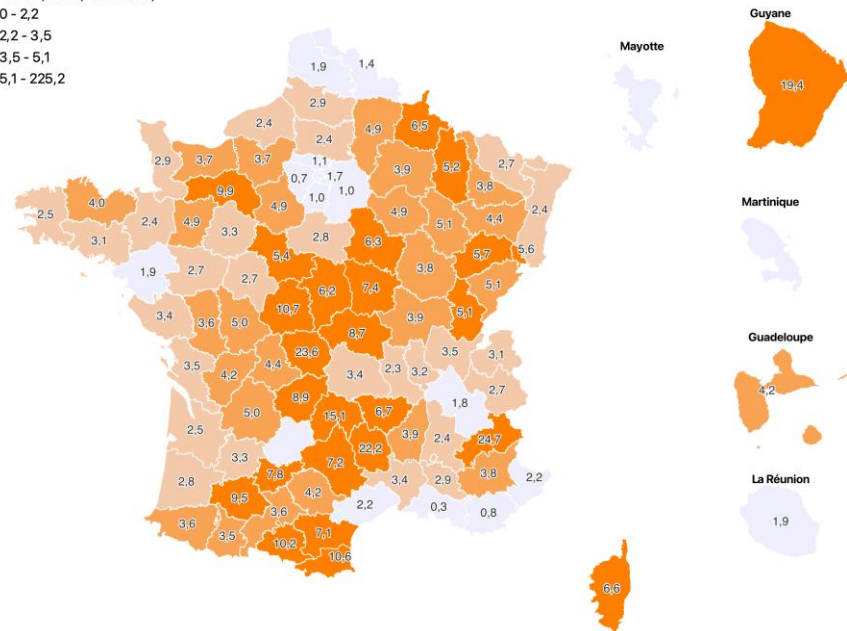 0 - 2,2
2,2 - 3,5
3,5 - 5,1
5,1 - 225,2
Guyane
19,4
Mayotte
Martinique
Guadeloupe
4,2
La Réunion
1,9
6,6
1,9 1,4
2,9
2,4 2,4 4,9 6,5
2,9 3,7 3,7 1,1 3,9 5,2 2,7
0,7 1,7 3,8
9,9 1,0 1,0
2,5 4,0 2,4 4,9 3,3 4,9 4,9 5,1 4,4 2,4
3,1 2,8 6,3 5,6
5,4 5,7
1,9 2,7 2,7 3,8
6,2 7,4 5,1
3,4 3,6 5,0 10,7 3,9 5,1
8,7
3,5 4,2 4,4 23,6 3,4 2,3 3,2 3,5 3,1
2,7
5,0 8,9 1,8
2,5 15,1 6,7
3,9 2,4 24,7
3,3 7,2 22,2
2,8 7,8 3,4 2,9 3,8 2,2
9,5 4,2
3,6 3,6 2,2 0,3 0,8
3,5 7,1
10,2
10,6